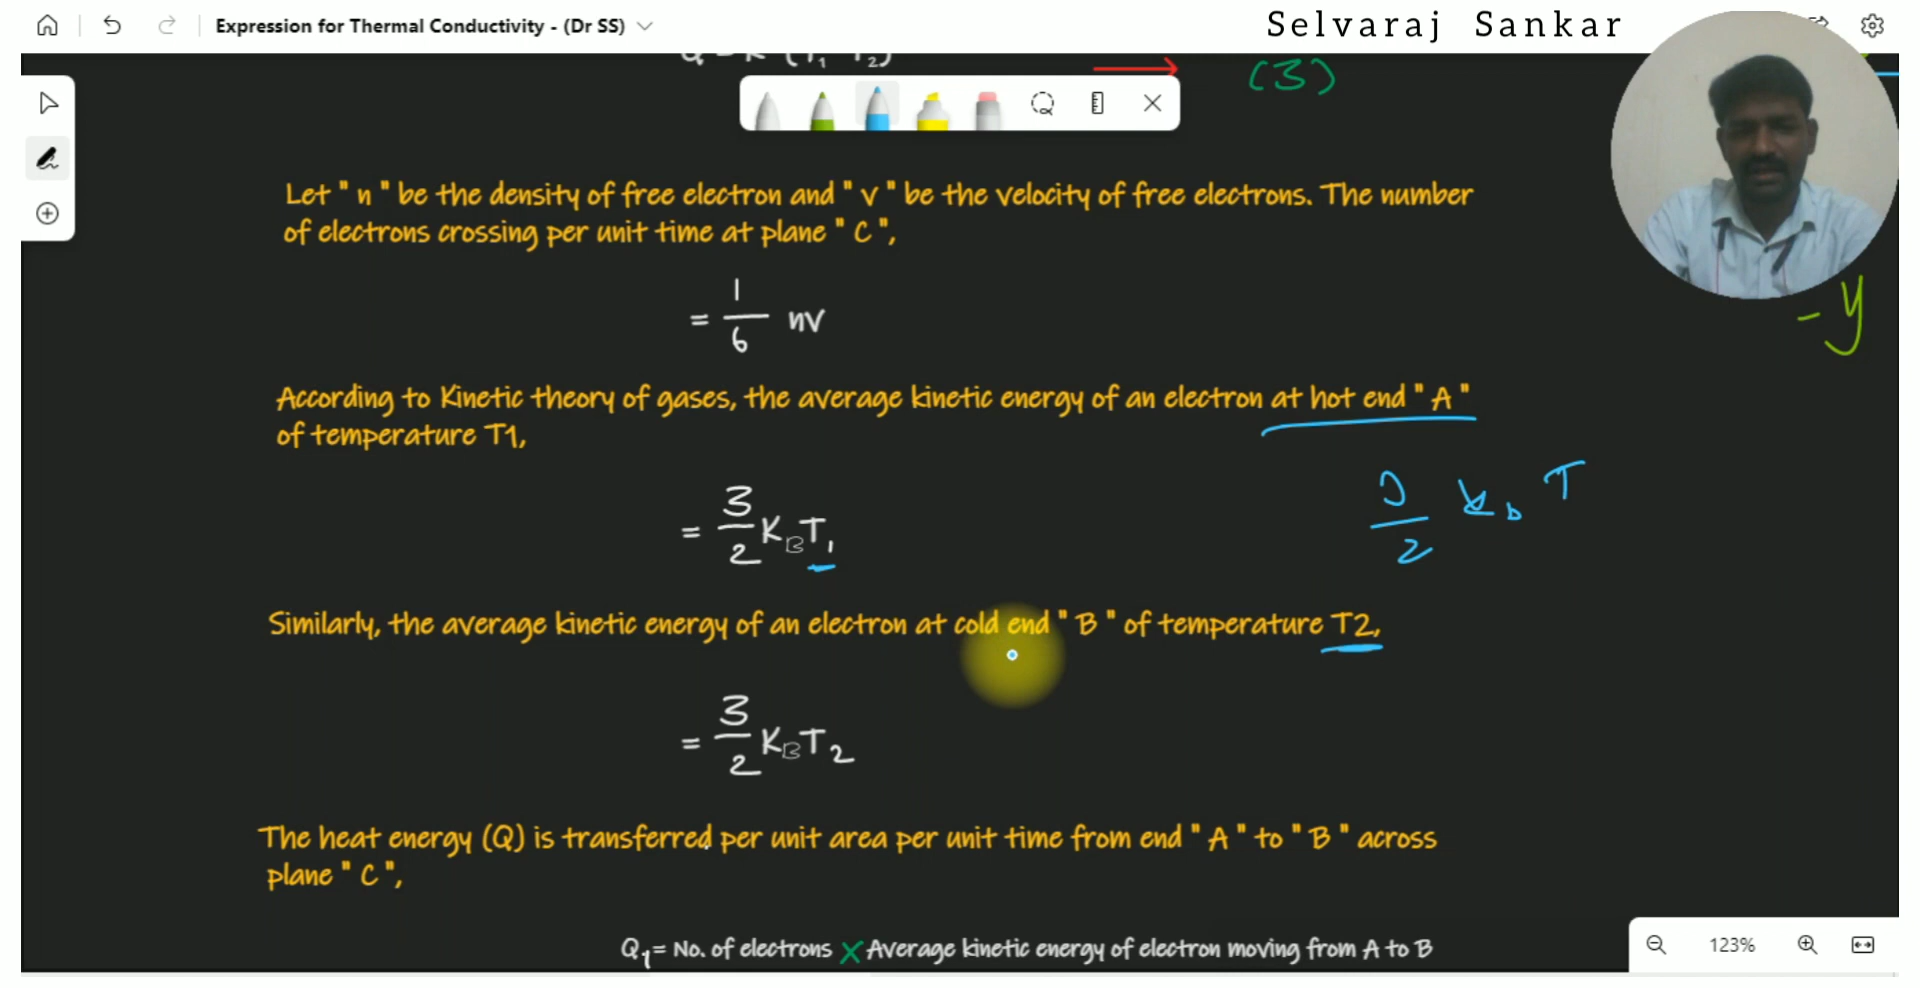 Expression for Thermal Conductivity - (Dr SS)
Selvaraj Sankar
(3)
Let " n " be the density of free electron and " v " be the velocity of free electrons. The number
of electrons crossing per unit time at plane " C ",
= 1/6 nv
- y
According to Kinetic theory of gases, the average kinetic energy of an electron at hot end " A "
of temperature T1,
= 3/2 KBT1
3/2 kb T
Similarly, the average kinetic energy of an electron at cold end " B " of temperature T2,
= 3/2 KBT2
The heat energy (Q) is transferred per unit area per unit time from end " A " to " B " across
plane " C ",
Q1= No. of electrons X Average kinetic energy of electron moving from A to B
123%